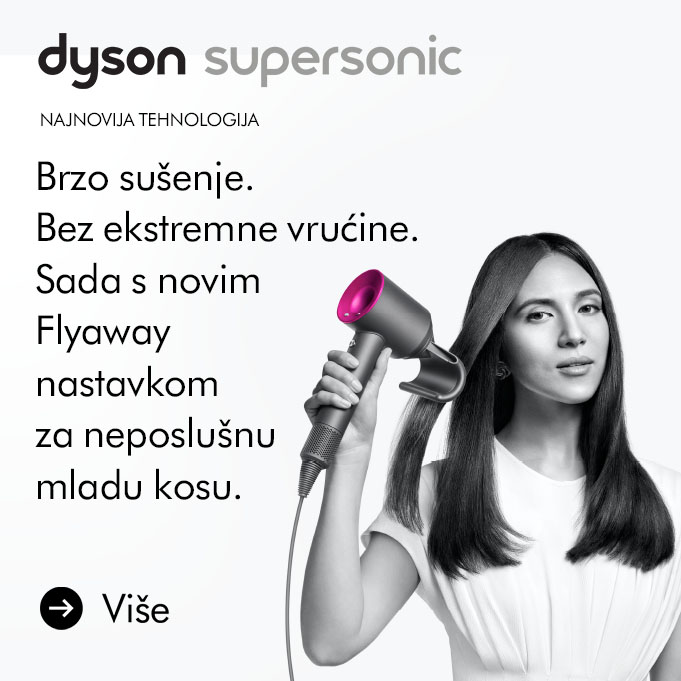 dyson supersonic
NAJNOVIJA TEHNOLOGIJA
Brzo sušenje.
Bez ekstremne vrućine.
Sada s novim
Flyaway
nastavkom
za neposlušnu
mladu kosu.
Više